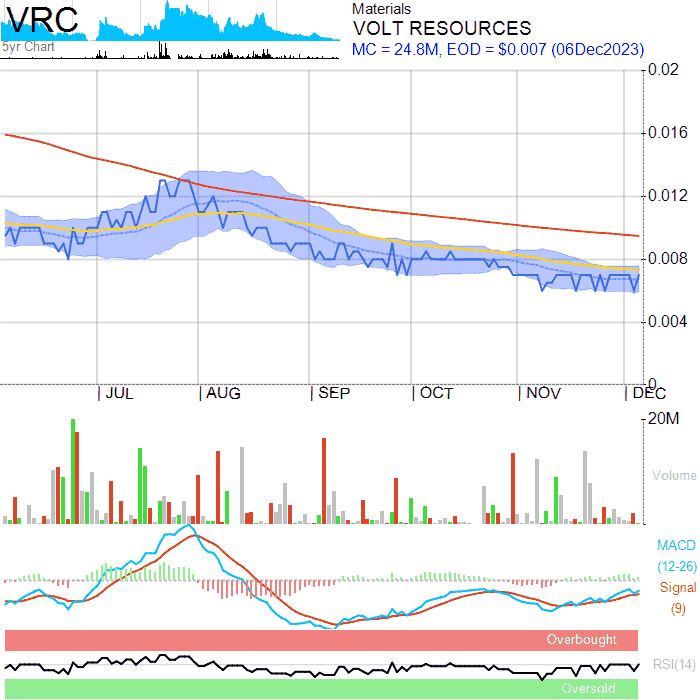 VRC
5yr Chart
Materials
VOLT RESOURCES
MC = 24.8M, EOD = $0.007 (06Dec2023)
0.02
0.016
0.012
0.008
0.004
0
JUL
AUG
SEP
OCT
NOV
DEC
20M
Volume
MACD
(12-26)
Signal
(9)
Overbought
RSI(14)
Oversold